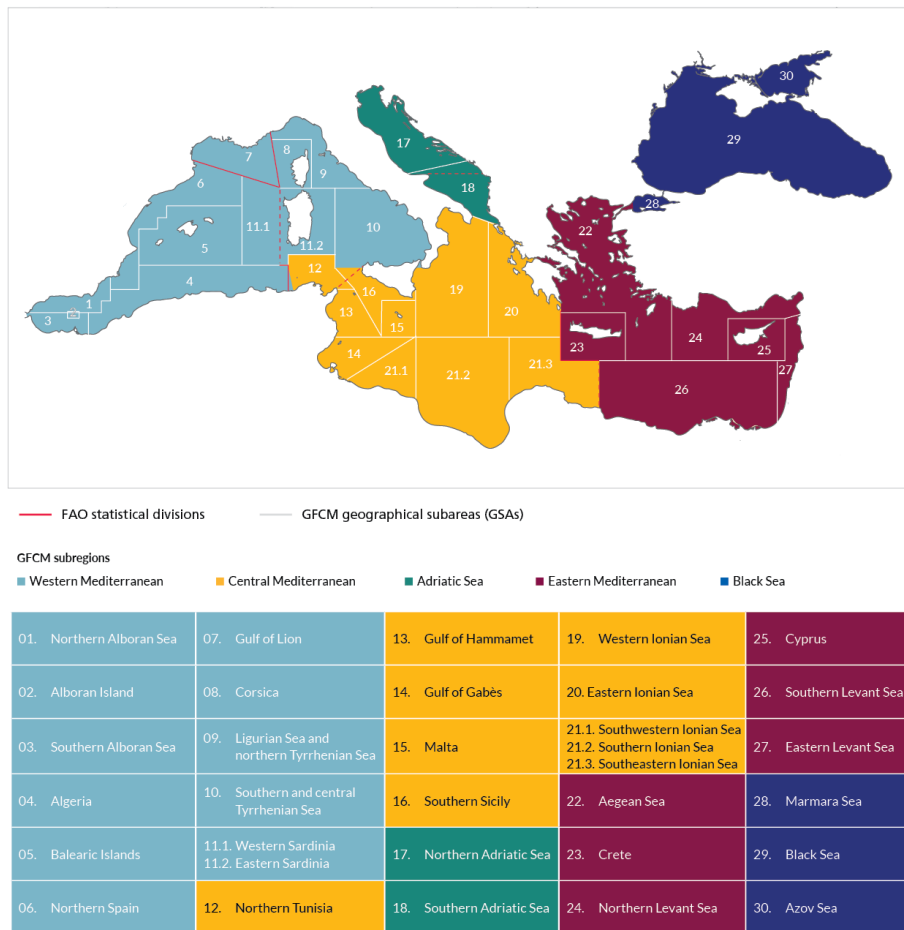 30
17
29
7
8
9
18
6
28
22
11.1
10
5
11.2
12
4
16
19
20
1
3
13
15
24
25
23
14
21.1
21.2
21.3
26
27
FAO statistical divisions
GFCM geographical subareas (GSAs)
GFCM subregions
Western Mediterranean
Central Mediterranean
Adriatic Sea
Eastern Mediterranean
Black Sea
01. Northern Alboran Sea
07. Gulf of Lion
13. Gulf of Hammamet
19. Western Ionian Sea
25. Cyprus
02. Alboran Island
08. Corsica
14. Gulf of Gabès
20. Eastern Ionian Sea
26. Southern Levant Sea
03. Southern Alboran Sea
09. Ligurian Sea and
northern Tyrrhenian Sea
15. Malta
21.1. Southwestern Ionian Sea
21.2. Southern Ionian Sea
21.3. Southeastern Ionian Sea
27. Eastern Levant Sea
04. Algeria
10. Southern and central
Tyrrhenian Sea
16. Southern Sicily
22. Aegean Sea
28. Marmara Sea
05. Balearic Islands
11.1. Western Sardinia
11.2. Eastern Sardinia
17. Northern Adriatic Sea
23. Crete
29. Black Sea
06. Northern Spain
12. Northern Tunisia
18. Southern Adriatic Sea
24. Northern Levant Sea
30. Azov Sea